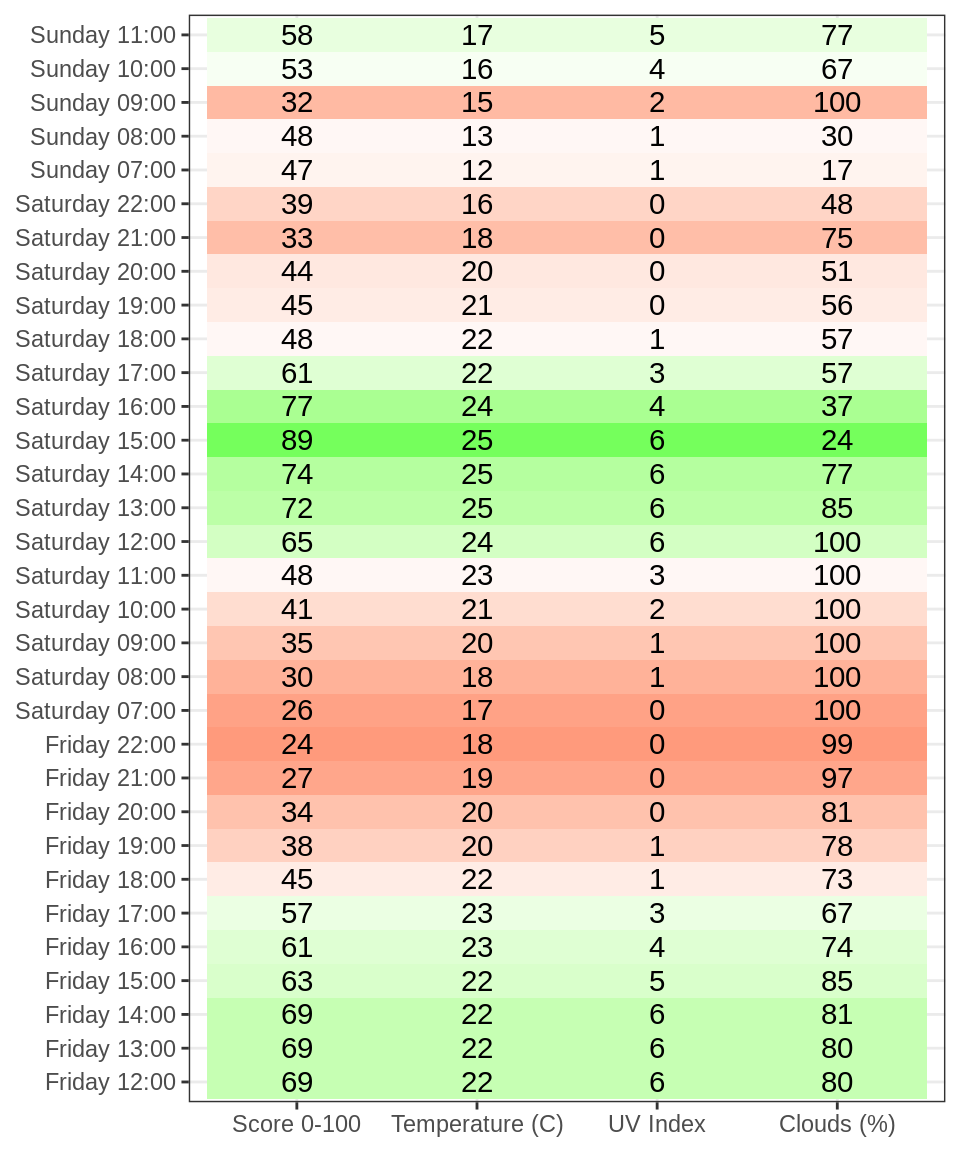 Sunday 11:00 58 17 5 77
Sunday 10:00 53 16 4 67
Sunday 09:00 32 15 2 100
Sunday 08:00 48 13 1 30
Sunday 07:00 47 12 1 17
Saturday 22:00 39 16 0 48
Saturday 21:00 33 18 0 75
Saturday 20:00 44 20 0 51
Saturday 19:00 45 21 0 56
Saturday 18:00 48 22 1 57
Saturday 17:00 61 22 3 57
Saturday 16:00 77 24 4 37
Saturday 15:00 89 25 6 24
Saturday 14:00 74 25 6 77
Saturday 13:00 72 25 6 85
Saturday 12:00 65 24 6 100
Saturday 11:00 48 23 3 100
Saturday 10:00 41 21 2 100
Saturday 09:00 35 20 1 100
Saturday 08:00 30 18 1 100
Saturday 07:00 26 17 0 100
Friday 22:00 24 18 0 99
Friday 21:00 27 19 0 97
Friday 20:00 34 20 0 81
Friday 19:00 38 20 1 78
Friday 18:00 45 22 1 73
Friday 17:00 57 23 3 67
Friday 16:00 61 23 4 74
Friday 15:00 63 22 5 85
Friday 14:00 69 22 6 81
Friday 13:00 69 22 6 80
Friday 12:00 69 22 6 80
Score 0-100 Temperature (C) UV Index Clouds (%)